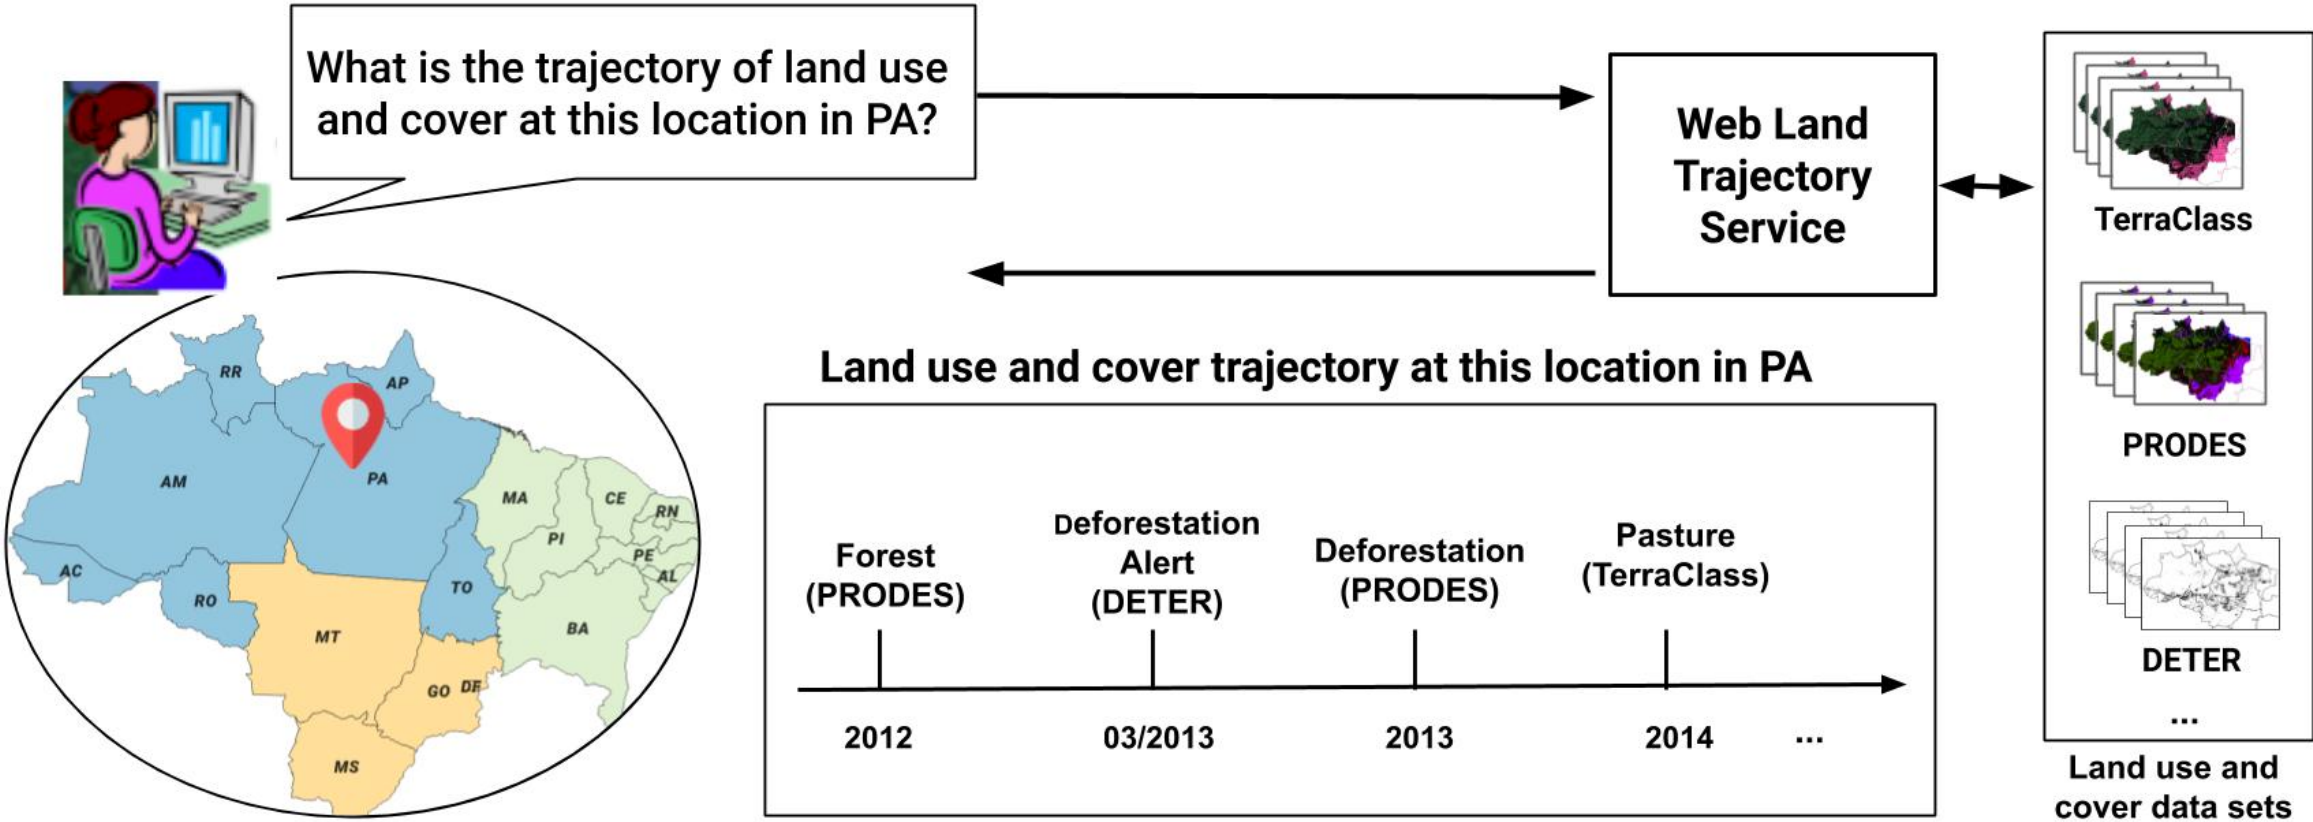 What is the trajectory of land use
and cover at this location in PA?
Web Land
Trajectory
Service
TerraClass
PRODES
DETER
...
Land use and
cover data sets
RR
AP
AM
PA
MA
CE
RN
PI
PE
AL
AC
RO
TO
BA
MT
GO
DF
MS
Land use and cover trajectory at this location in PA
Forest
(PRODES)
Deforestation
Alert
(DETER)
Deforestation
(PRODES)
Pasture
(TerraClass)
2012
03/2013
2013
2014
...